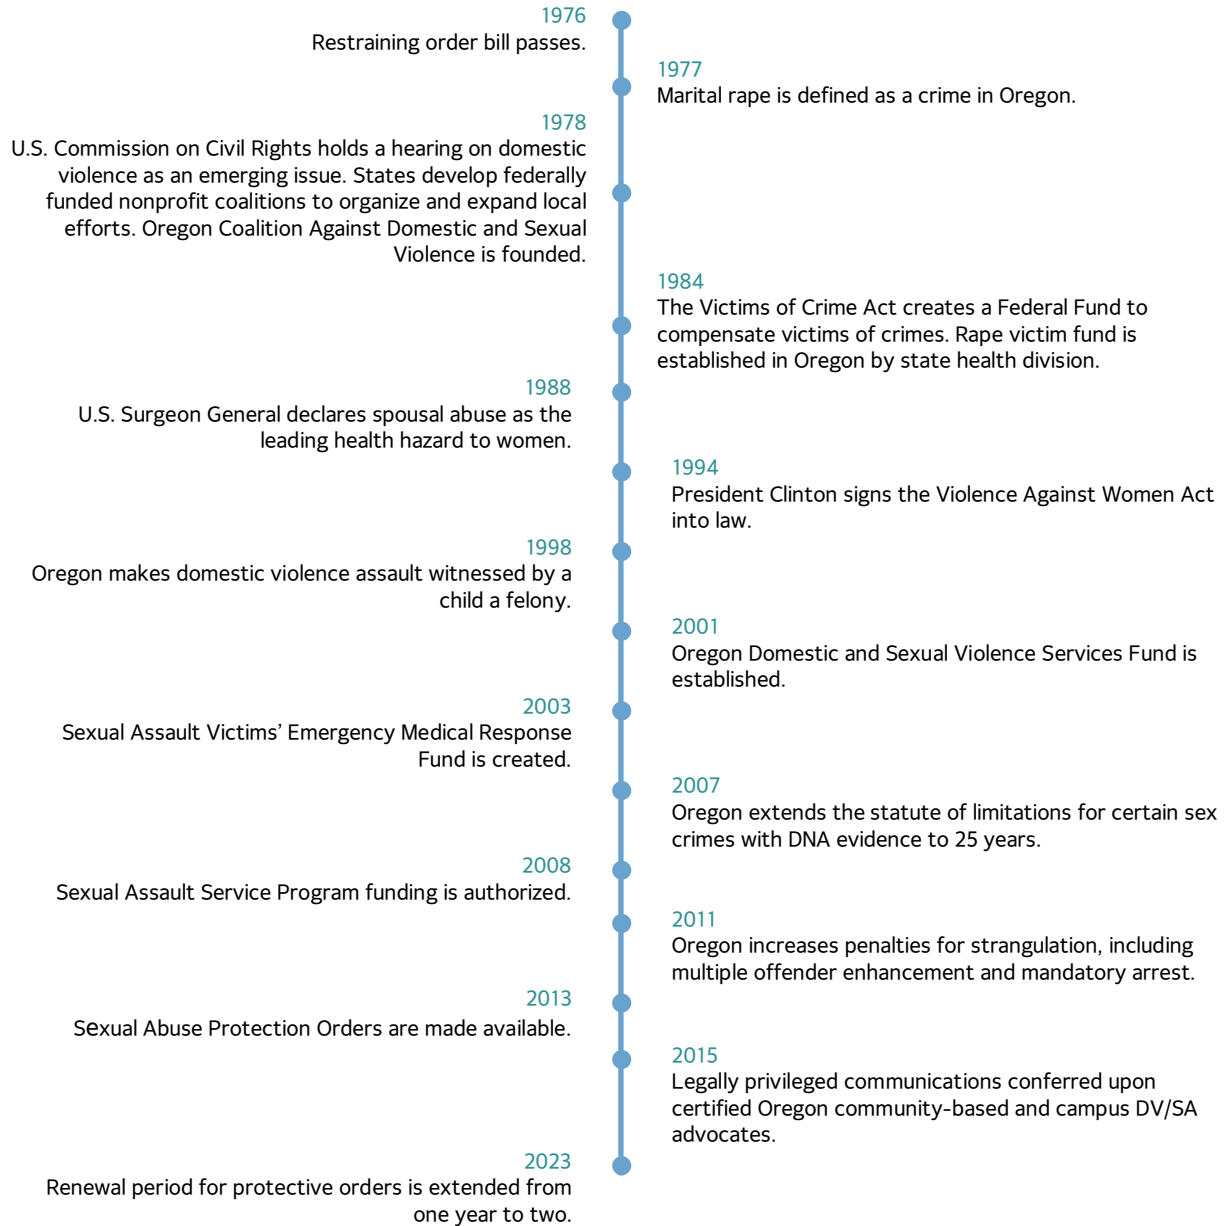 1976
Restraining order bill passes.
1977
Marital rape is defined as a crime in Oregon.
1978
U.S. Commission on Civil Rights holds a hearing on domestic
violence as an emerging issue. States develop federally
funded nonprofit coalitions to organize and expand local
efforts. Oregon Coalition Against Domestic and Sexual
Violence is founded.
1984
The Victims of Crime Act creates a Federal Fund to
compensate victims of crimes. Rape victim fund is
established in Oregon by state health division.
1988
U.S. Surgeon General declares spousal abuse as the
leading health hazard to women.
1994
President Clinton signs the Violence Against Women Act
into law.
1998
Oregon makes domestic violence assault witnessed by a
child a felony.
2001
Oregon Domestic and Sexual Violence Services Fund is
established.
2003
Sexual Assault Victims’ Emergency Medical Response
Fund is created.
2007
Oregon extends the statute of limitations for certain sex
crimes with DNA evidence to 25 years.
2008
Sexual Assault Service Program funding is authorized.
2011
Oregon increases penalties for strangulation, including
multiple offender enhancement and mandatory arrest.
2013
Sexual Abuse Protection Orders are made available.
2015
Legally privileged communications conferred upon
certified Oregon community-based and campus DV/SA
advocates.
2023
Renewal period for protective orders is extended from
one year to two.